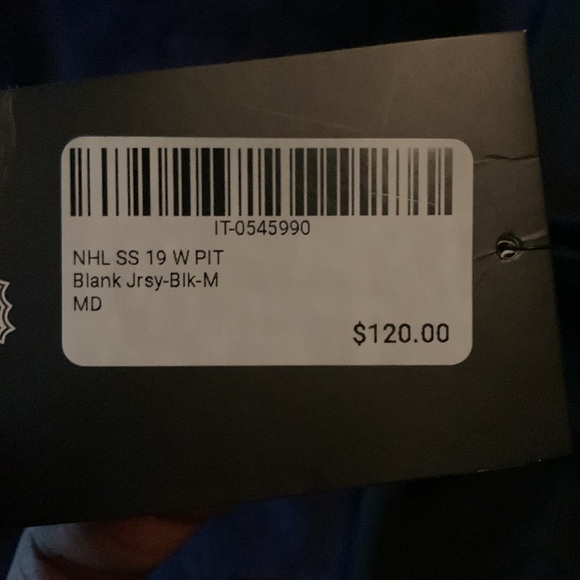 IT-0545990
NHL SS 19 W PIT
Blank Jrsy-Blk-M
MD
$120.00